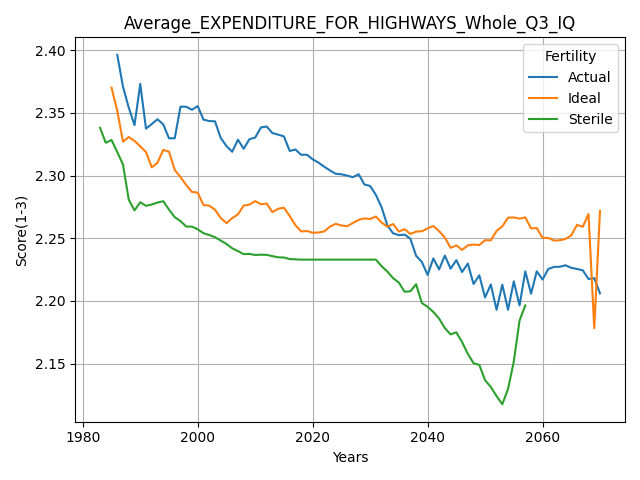 Average_EXPENDITURE_FOR_HIGHWAYS_Whole_Q3_IQ
Fertility
Actual
Ideal
Sterile
Score(1-3)
2.40
2.35
2.30
2.25
2.20
2.15
1980
2000
2020
2040
2060
Years